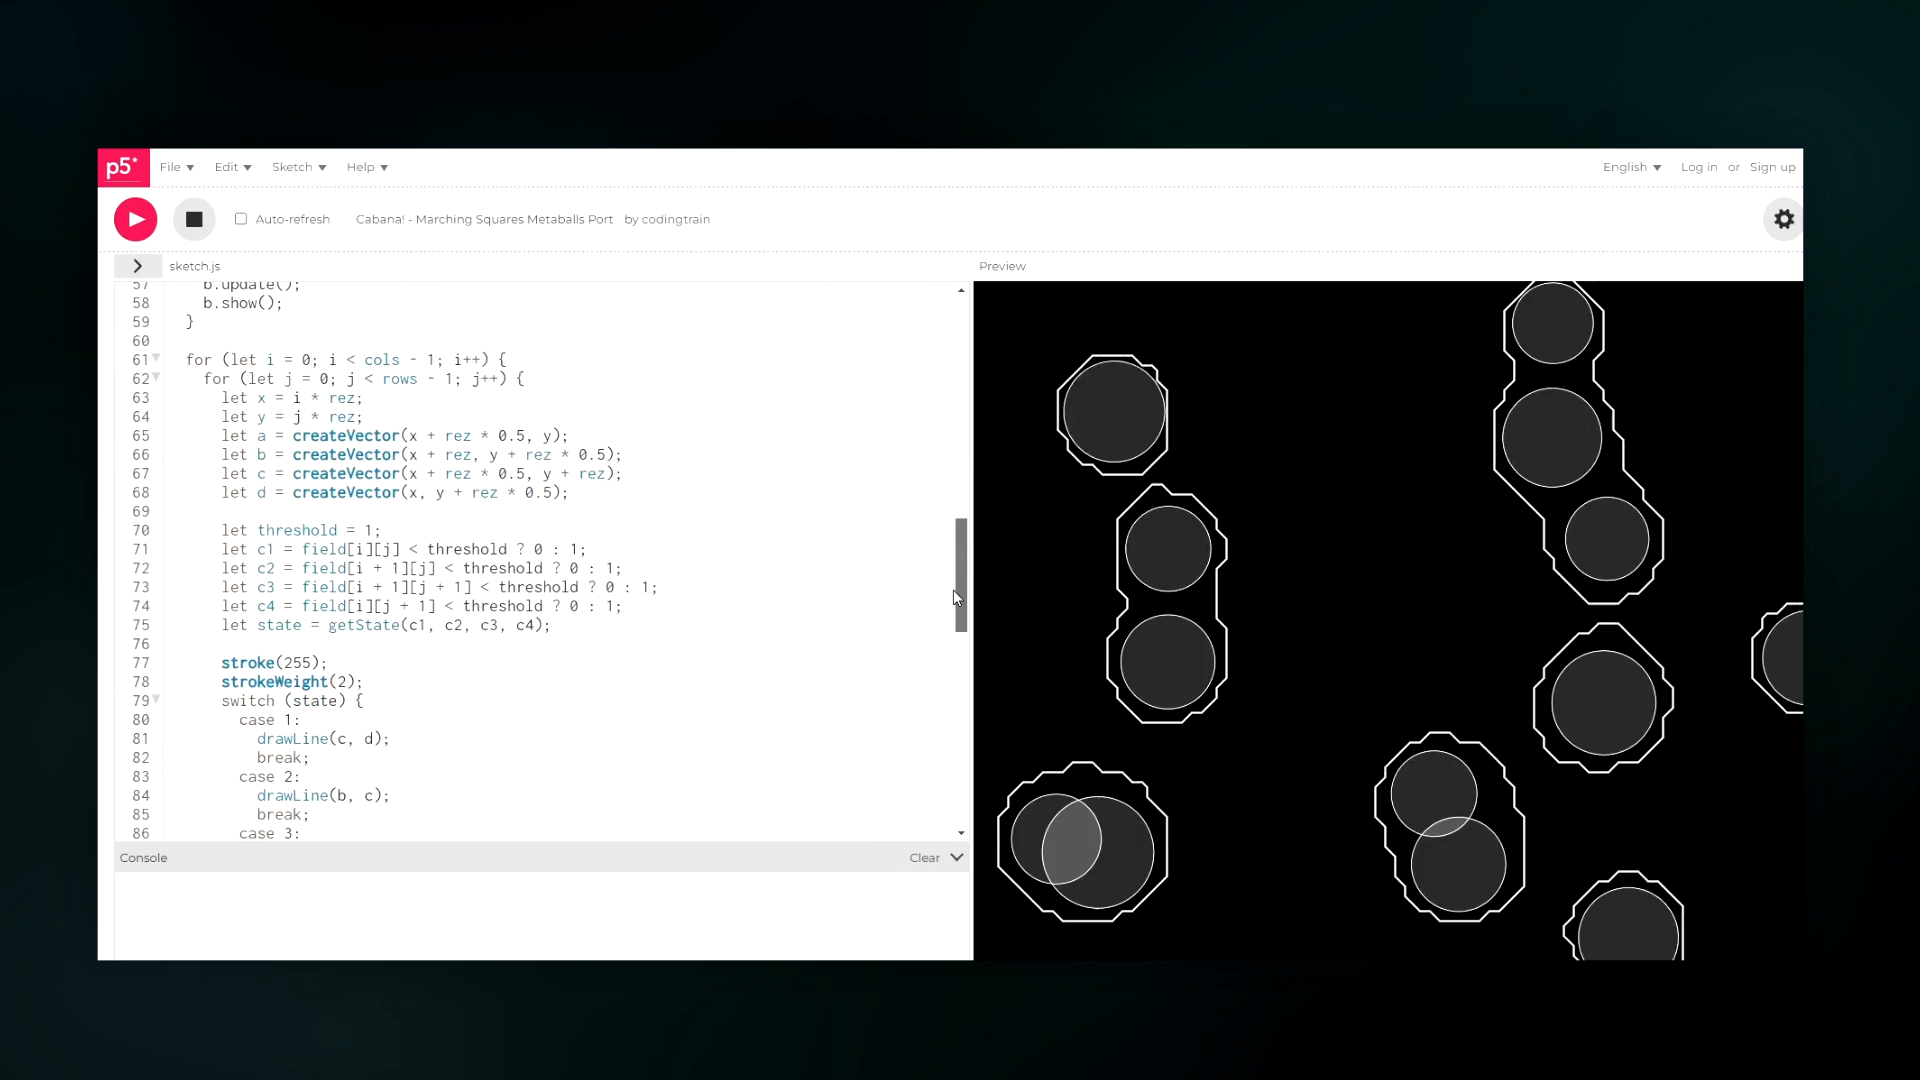 p5*
File Edit Sketch Help English Log in or Sign up
Auto-refresh Cabana! - Marching Squares Metaballs Port by codingtrain
sketch.js Preview
57 b.update();
58 b.show();
59 }
60
61 for (let i = 0; i < cols - 1; i++) {
62 for (let j = 0; j < rows - 1; j++) {
63 let x = i * rez;
64 let y = j * rez;
65 let a = createVector(x + rez * 0.5, y);
66 let b = createVector(x + rez, y + rez * 0.5);
67 let c = createVector(x + rez * 0.5, y + rez);
68 let d = createVector(x, y + rez * 0.5);
69
70 let threshold = 1;
71 let c1 = field[i][j] < threshold ? 0 : 1;
72 let c2 = field[i + 1][j] < threshold ? 0 : 1;
73 let c3 = field[i + 1][j + 1] < threshold ? 0 : 1;
74 let c4 = field[i][j + 1] < threshold ? 0 : 1;
75 let state = getState(c1, c2, c3, c4);
76
77 stroke(255);
78 strokeWeight(2);
79 switch (state) {
80 case 1:
81 drawLine(c, d);
82 break;
83 case 2:
84 drawLine(b, c);
85 break;
86 case 3:
Console Clear